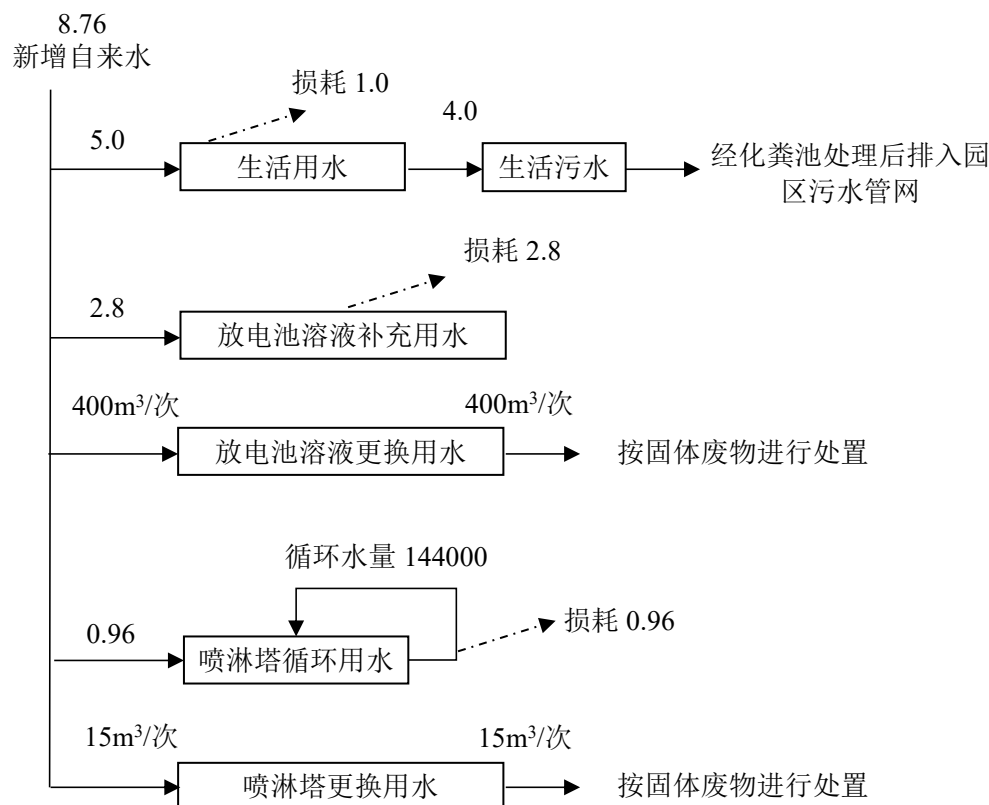 8.76
新增自来水
损耗 1.0
5.0
4.0
生活用水
生活污水
经化粪池处理后排入园
区污水管网
损耗 2.8
2.8
放电池溶液补充用水
400m³/次
400m³/次
放电池溶液更换用水
按固体废物进行处置
循环水量 144000
0.96
损耗 0.96
喷淋塔循环用水
15m³/次
15m³/次
喷淋塔更换用水
按固体废物进行处置